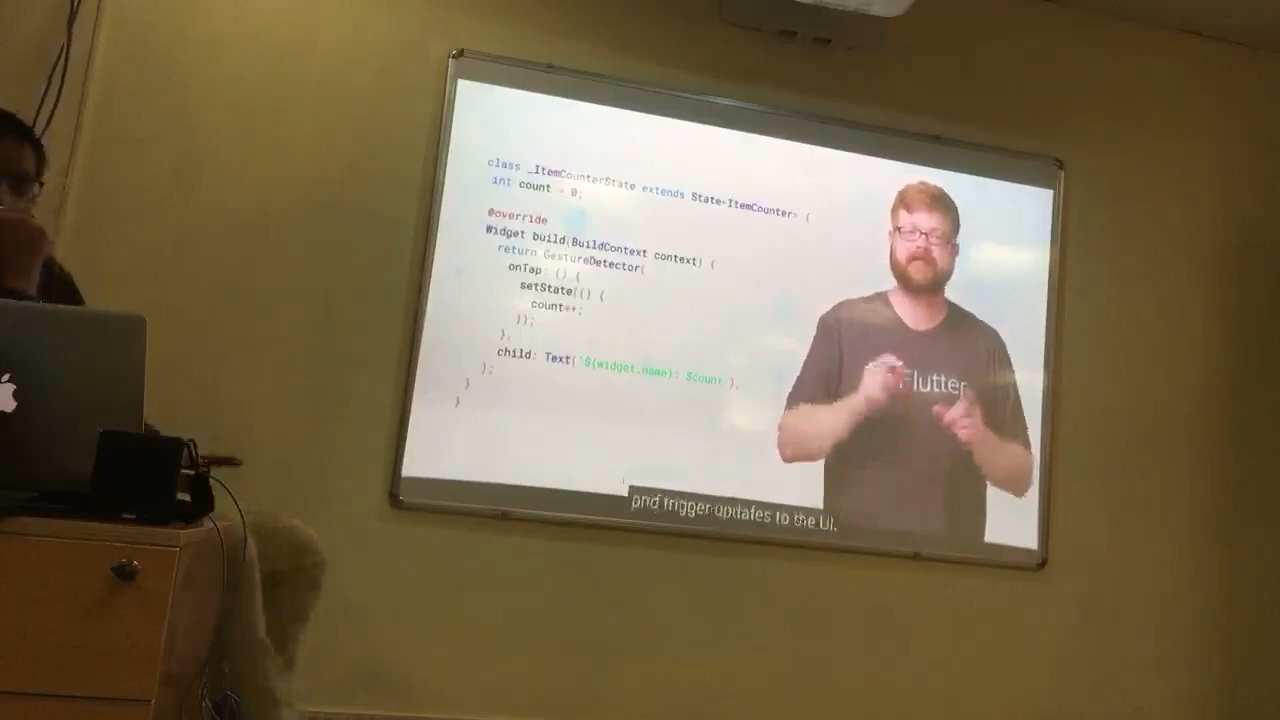 class _ItemCounterState extends State<ItemCounter> {
int count = 0;
@override
Widget build(BuildContext context) {
return GestureDetector(
onTap: () {
setState(() {
count++;
});
},
child: Text('${widget.name}: $count'),
);
}
}
Flutter
and trigger updates to the UI.